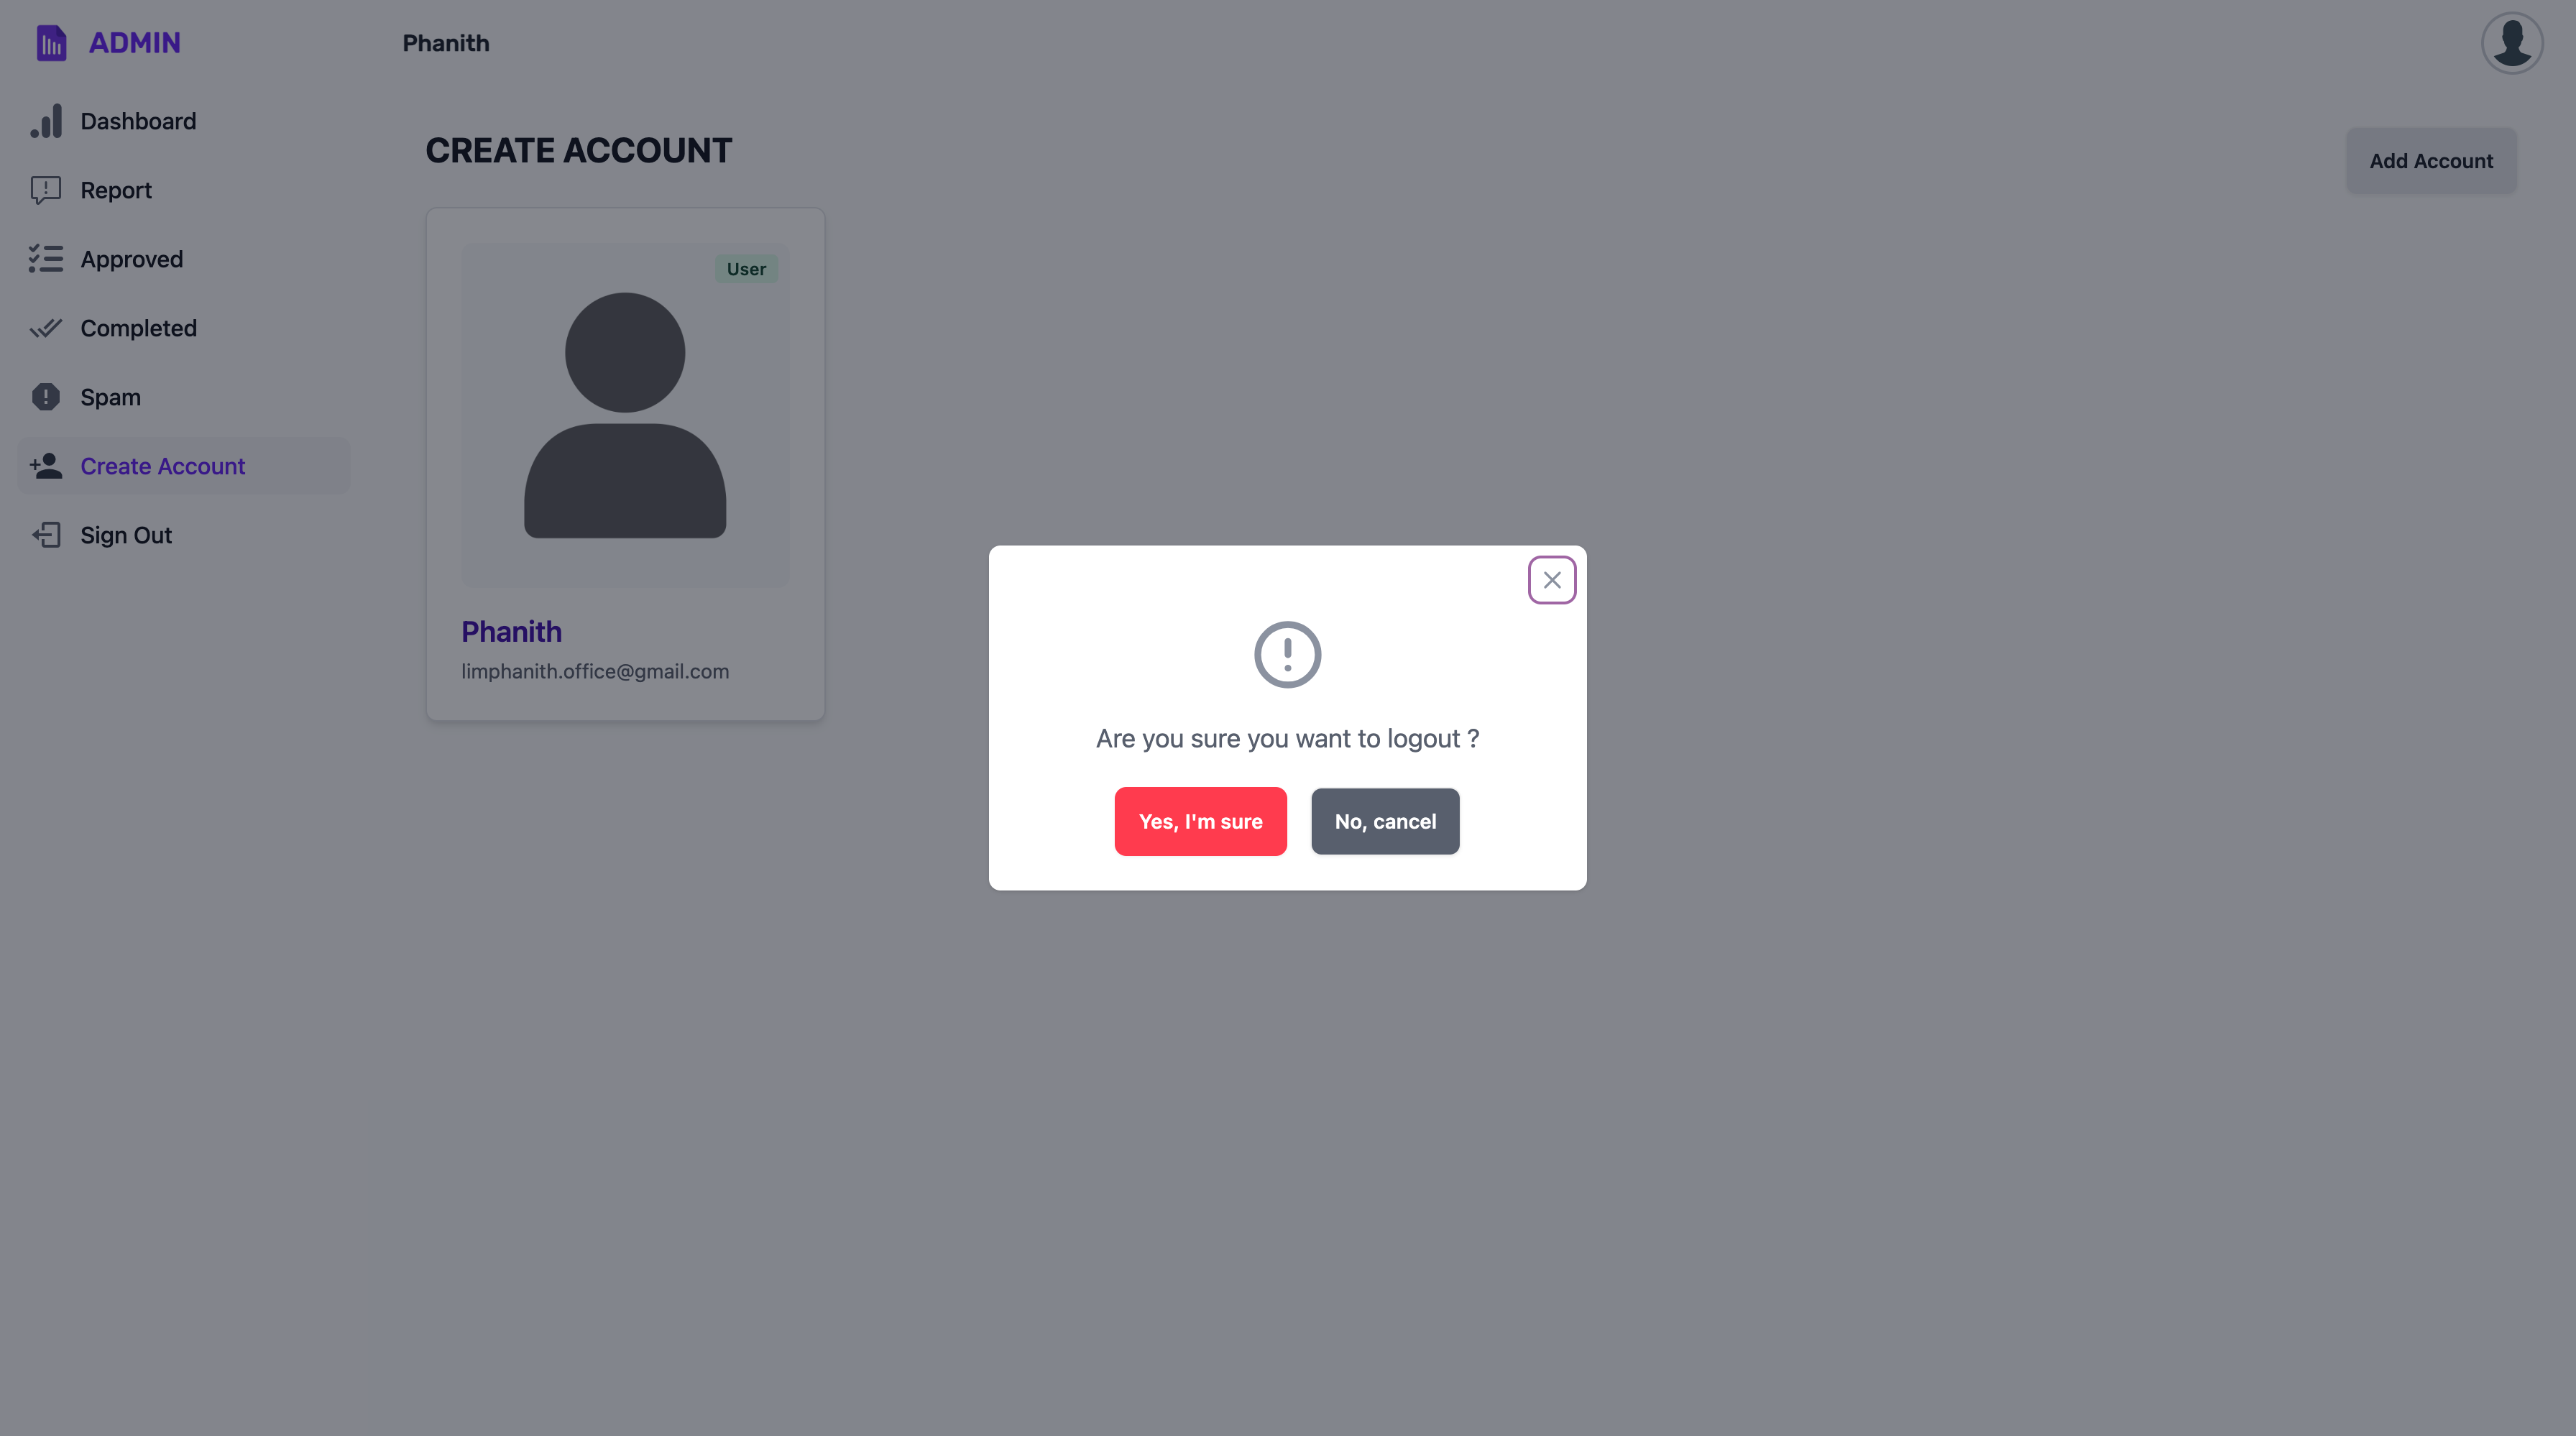 ADMIN
Phanith
Dashboard
Report
Approved
Completed
Spam
Create Account
Sign Out
CREATE ACCOUNT
Add Account
User
Phanith
limphanith.office@gmail.com
Are you sure you want to logout ?
Yes, I'm sure
No, cancel